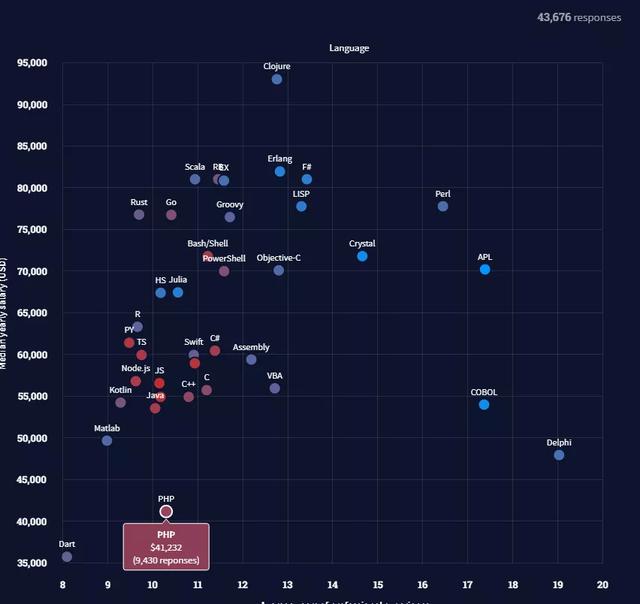 43,676 responses
Language
95,000
Clojure
90,000
85,000
Erlang
Scala
EX
F#
80,000
LISP
Perl
Rust
Go
Groovy
75,000
Bash/Shell
Crystal
PowerShell
Objective-C
APL
70,000
HS
Julia
65,000
R
PY
TS
Swift
C#
Assembly
60,000
Node.js
JS
VBA
C++
C
Kotlin
Java
COBOL
55,000
Matlab
50,000
Delphi
45,000
PHP
40,000
PHP
$41,232
(9,430 reponses)
Dart
35,000
8 9 10 11 12 13 14 15 16 17 18 19 20
Median yearly salary (USD)